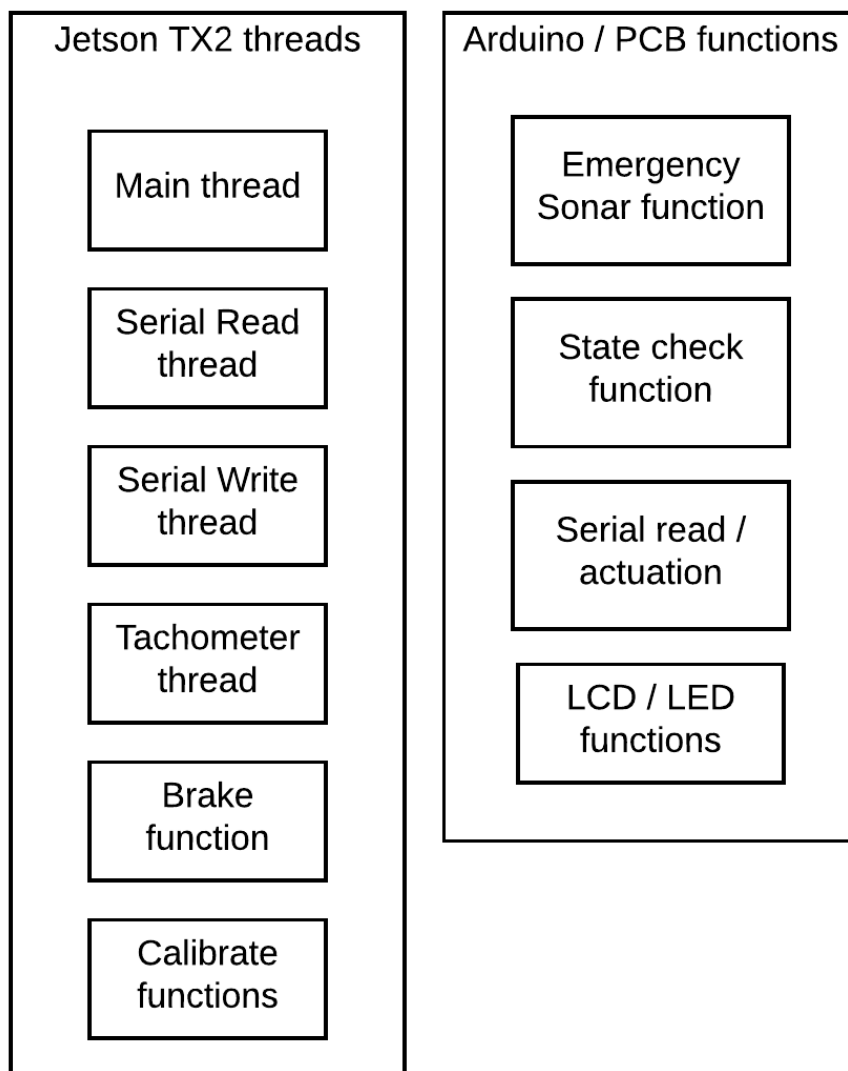 Jetson TX2 threads
Main thread
Serial Read
thread
Serial Write
thread
Tachometer
thread
Brake
function
Calibrate
functions
Arduino / PCB functions
Emergency
Sonar function
State check
function
Serial read /
actuation
LCD / LED
functions